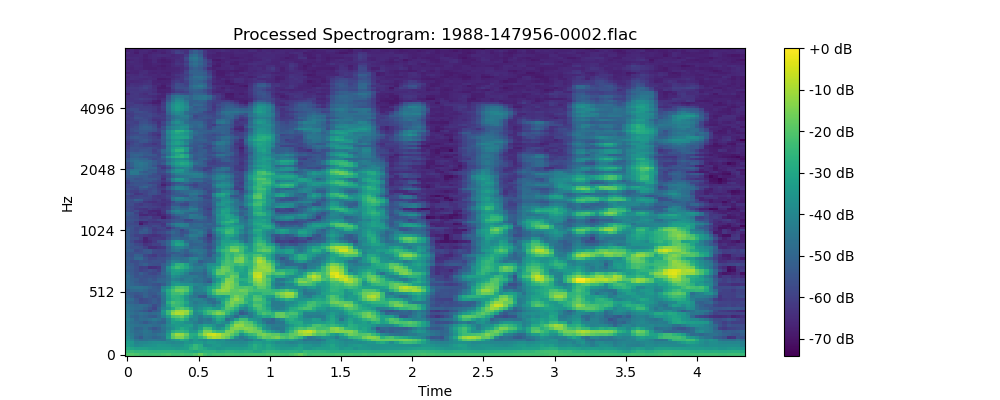 Processed Spectrogram: 1988-147956-0002.flac
Hz
4096
2048
1024
512
0
0
0.5
1
1.5
2
2.5
3
3.5
4
Time
+0 dB
-10 dB
-20 dB
-30 dB
-40 dB
-50 dB
-60 dB
-70 dB